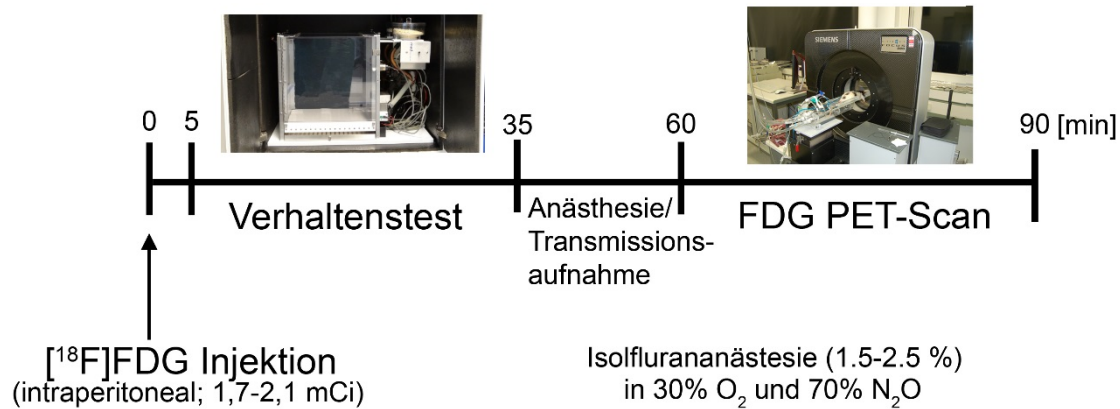 SIEMENS
0 5 35 60 90 [min]
Verhaltenstest
Anästhesie/
Transmissions-
aufnahme
FDG PET-Scan
[¹⁸F]FDG Injektion
(intraperitoneal; 1,7-2,1 mCi)
Isolflurananästesie (1.5-2.5 %)
in 30% O₂ und 70% N₂O